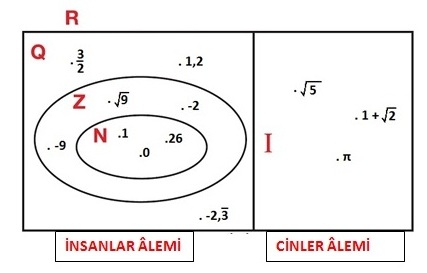 R
Q
. 3/2
. 1,2
Z
. √9
. -2
. √5
N
.1
.26
. 1 + √2
. -9
.0
I
. π
. -2,3̅
İNSANLAR ÂLEMİ
CİNLER ÂLEMİ